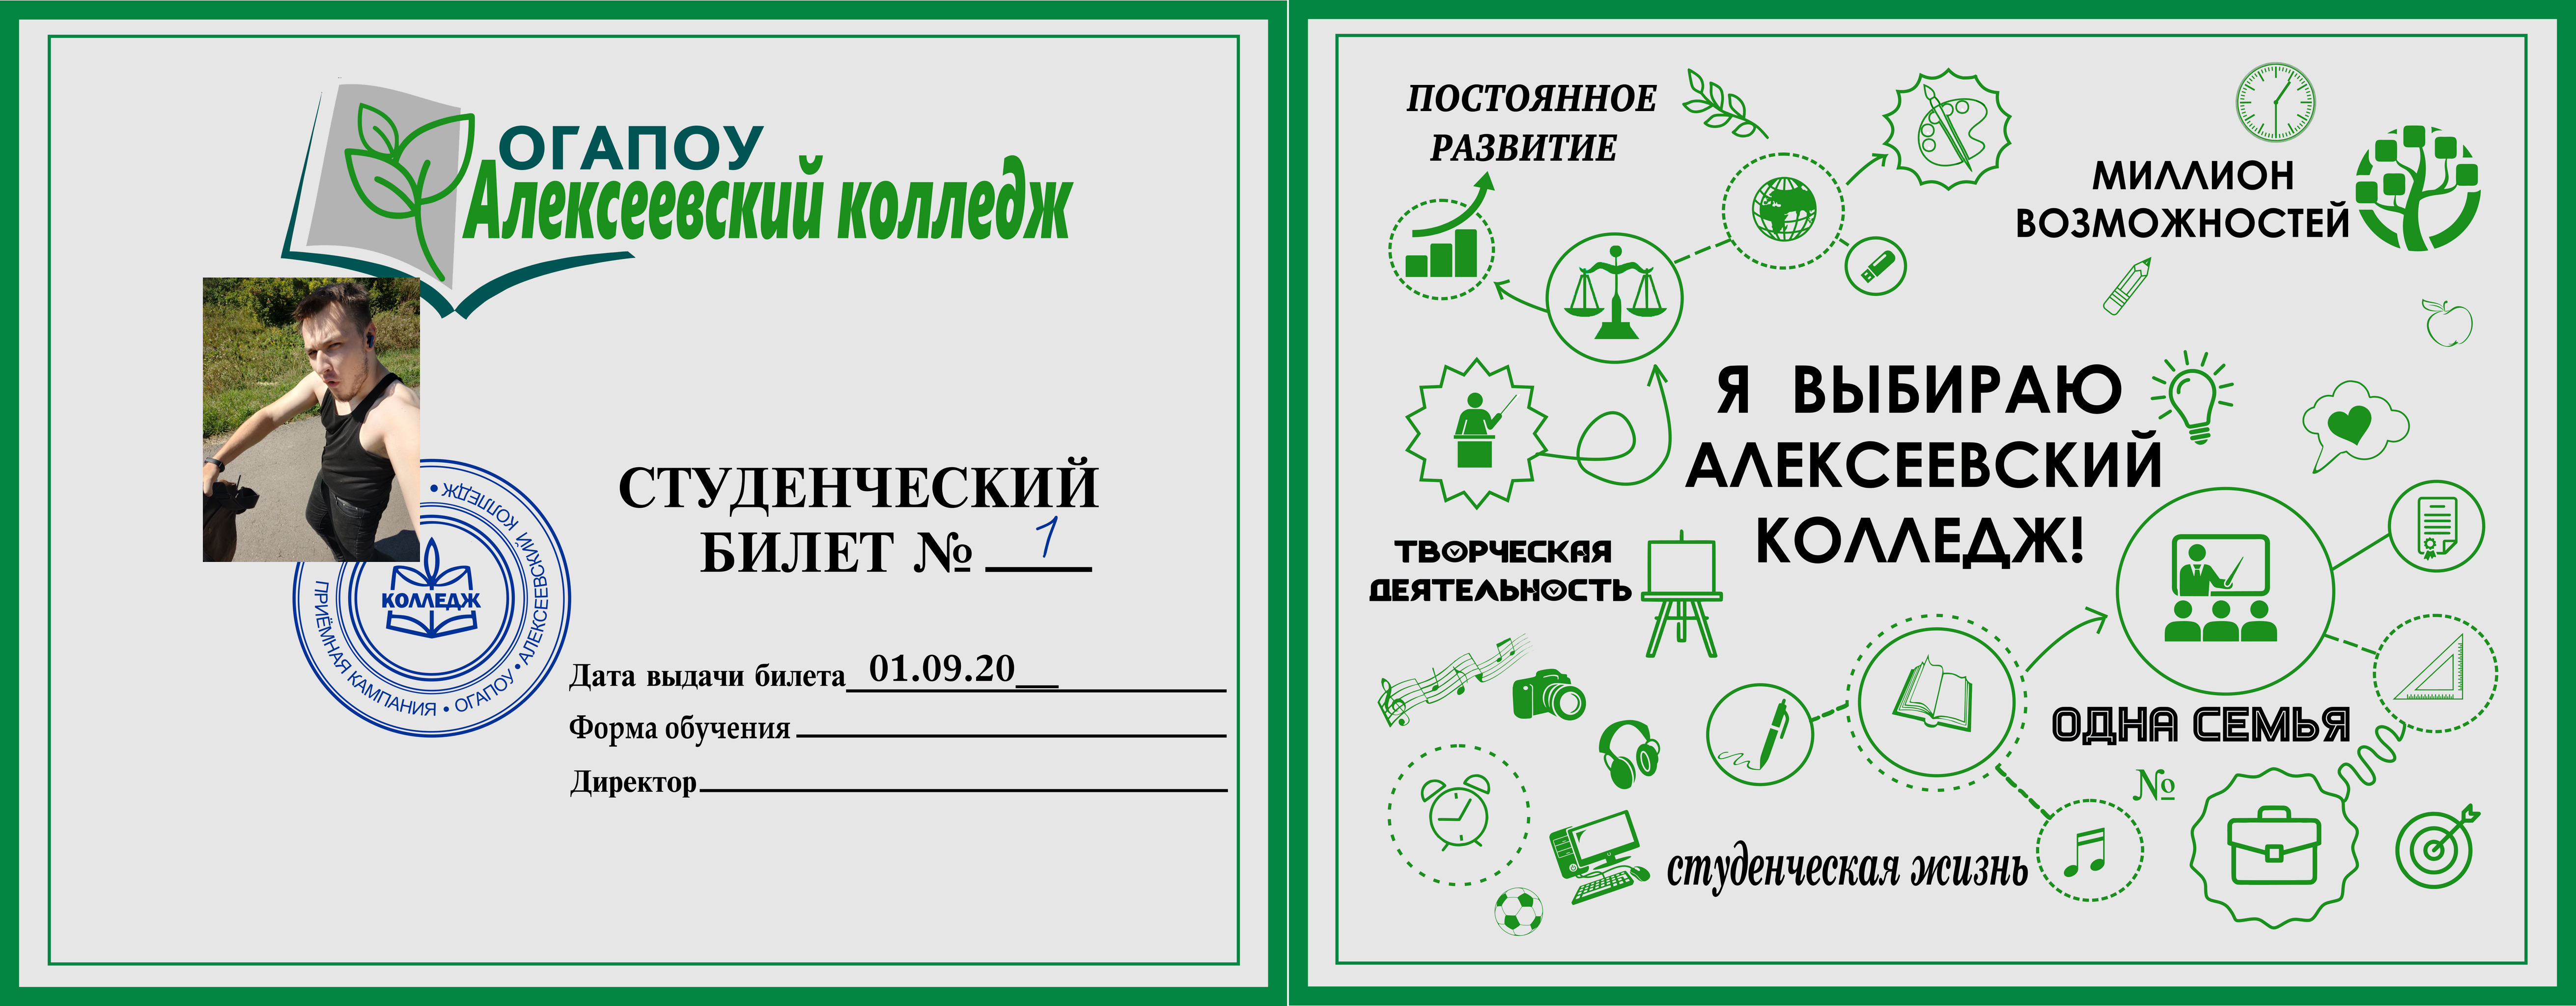 ОГАПОУ
Алексеевский колледж
СТУДЕНЧЕСКИЙ
БИЛЕТ № 1
КОЛЛЕДЖ
ПРИЁМНАЯ КАМПАНИЯ • ОГАПОУ • АЛЕКСЕЕВСКИЙ КОЛЛЕДЖ •
Дата выдачи билета 01.09.20__
Форма обучения
Директор
ПОСТОЯННОЕ
РАЗВИТИЕ
МИЛЛИОН
ВОЗМОЖНОСТЕЙ
Я ВЫБИРАЮ
АЛЕКСЕЕВСКИЙ
КОЛЛЕДЖ!
ТВОРЧЕСКАЯ
ДЕЯТЕЛЬНОСТЬ
ОДНА СЕМЬЯ
№
студенческая жизнь